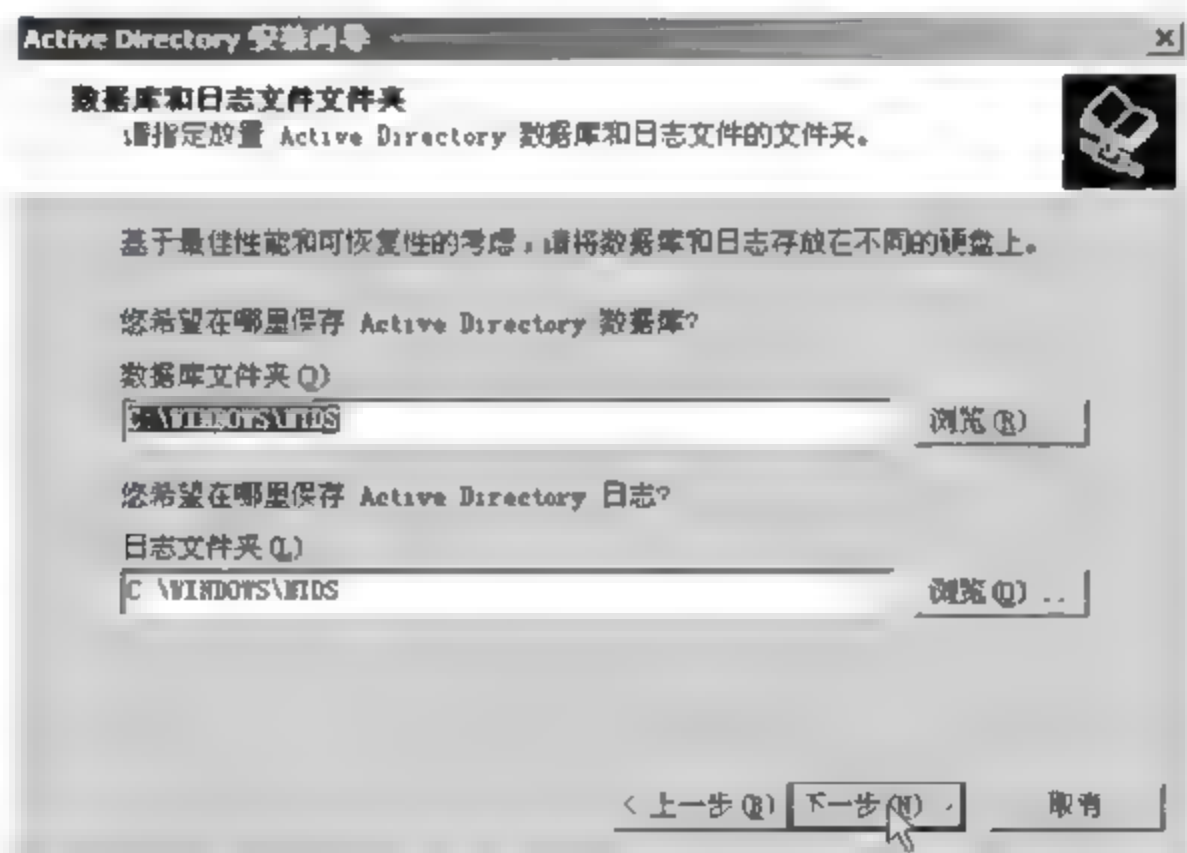 Active Directory 安装向导
数据库和日志文件文件夹
请指定放置 Active Directory 数据库和日志文件的文件夹。
基于最佳性能和可恢复性的考虑，请将数据库和日志存放在不同的硬盘上。
您希望在哪里保存 Active Directory 数据库?
数据库文件夹(D)
C:\WINDOWS\NTDS
浏览(R)
您希望在哪里保存 Active Directory 日志?
日志文件夹(L)
C \WINDOWS\NTDS
浏览(O) ..
< 上一步(B)
下一步(N)
取消